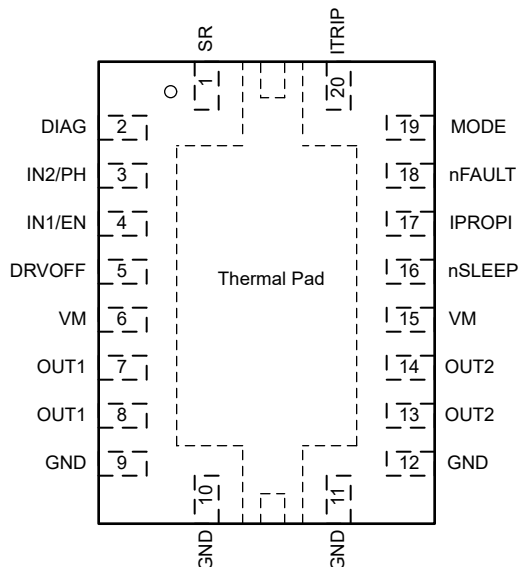 SR
ITRIP
1
20
DIAG 2
19 MODE
IN2/PH 3
18 nFAULT
IN1/EN 4
17 IPROPI
DRVOFF 5
16 nSLEEP
Thermal Pad
VM 6
15 VM
OUT1 7
14 OUT2
OUT1 8
13 OUT2
GND 9
12 GND
10
11
GND
GND